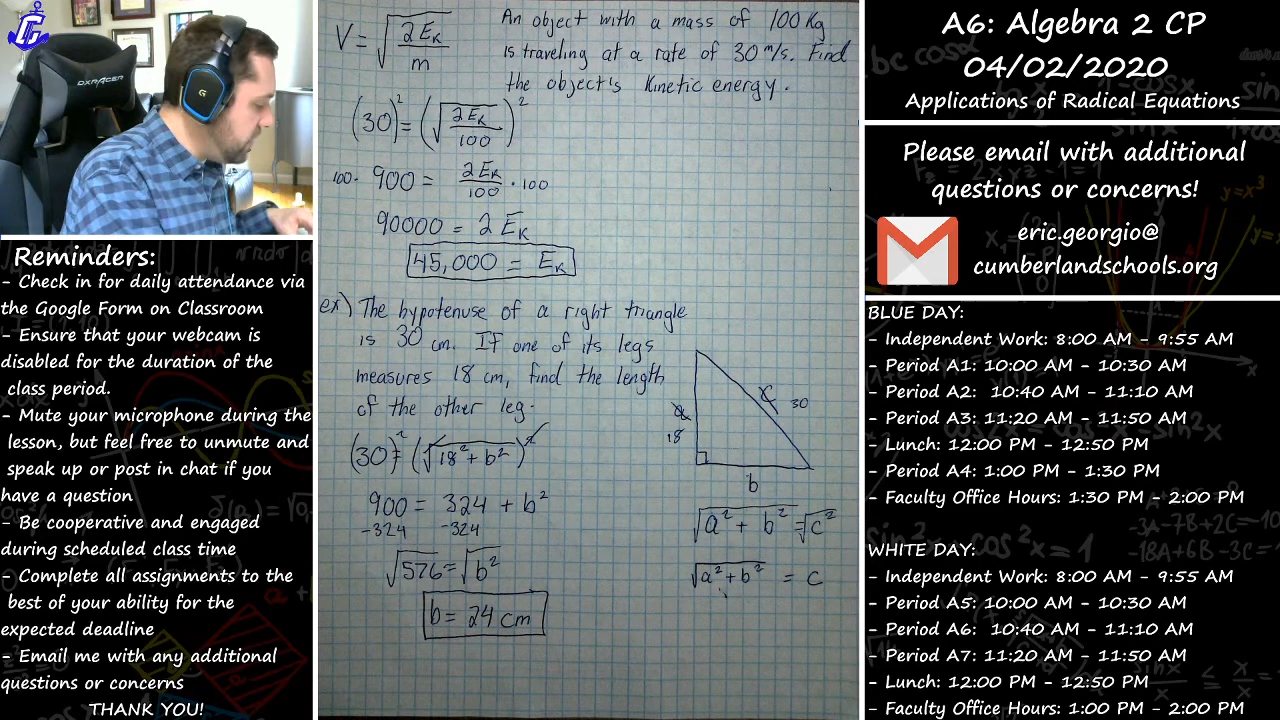 DXRACER
G
V = √(2 Eₖ / m)
An object with a mass of 100 Kg
is traveling at a rate of 30 m/s. Find
the object's Kinetic energy.
(30)² = (√(2 Eₖ / 100))²
100· 900 = 2 Eₖ / 100 · 100
90000 = 2 Eₖ
45,000 = Eₖ
ex) The hypotenuse of a right triangle
is 30 cm. If one of its legs
measures 18 cm, find the length
of the other leg.
(30)² = (√(18² + b²))²
900 = 324 + b²
-324 -324
√576 = √b²
b = 24 cm
a
18
c 30
b
√(a² + b²) = √c²
√(a² + b²) = c
A6: Algebra 2 CP
04/02/2020
Applications of Radical Equations
Please email with additional
questions or concerns!
eric.georgio@
cumberlandschools.org
Reminders:
- Check in for daily attendance via
the Google Form on Classroom
- Ensure that your webcam is
disabled for the duration of the
class period.
- Mute your microphone during the
lesson, but feel free to unmute and
speak up or post in chat if you
have a question
- Be cooperative and engaged
during scheduled class time
- Complete all assignments to the
best of your ability for the
expected deadline
- Email me with any additional
questions or concerns
THANK YOU!
BLUE DAY:
- Independent Work: 8:00 AM - 9:55 AM
- Period A1: 10:00 AM - 10:30 AM
- Period A2: 10:40 AM - 11:10 AM
- Period A3: 11:20 AM - 11:50 AM
- Lunch: 12:00 PM - 12:50 PM
- Period A4: 1:00 PM - 1:30 PM
- Faculty Office Hours: 1:30 PM - 2:00 PM
WHITE DAY:
- Independent Work: 8:00 AM - 9:55 AM
- Period A5: 10:00 AM - 10:30 AM
- Period A6: 10:40 AM - 11:10 AM
- Period A7: 11:20 AM - 11:50 AM
- Lunch: 12:00 PM - 12:50 PM
- Faculty Office Hours: 1:00 PM - 2:00 PM